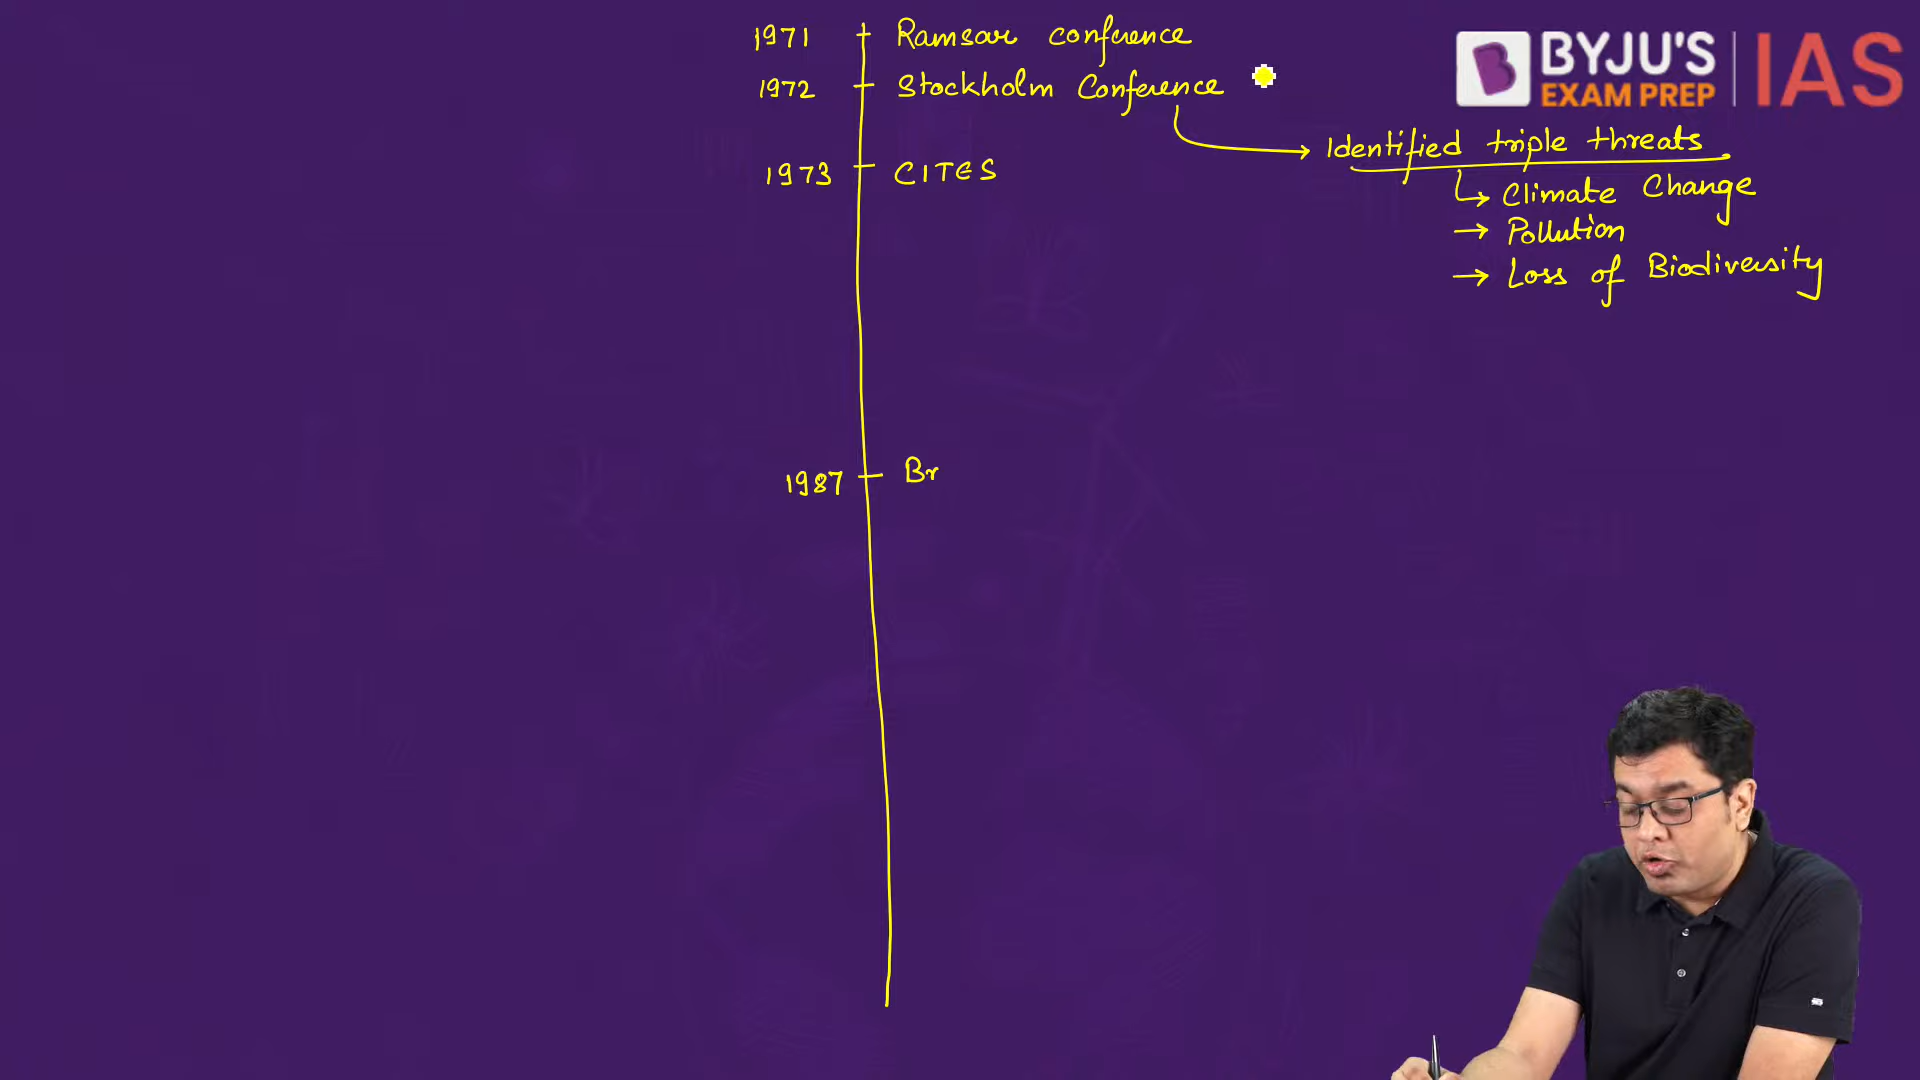 1971 Ramsar conference
1972 Stockholm Conference
BYJU'S
EXAM PREP
IAS
Identified triple threats
1973 CITES
Climate Change
→ Pollution
→ Loss of Biodiversity
1987 Br